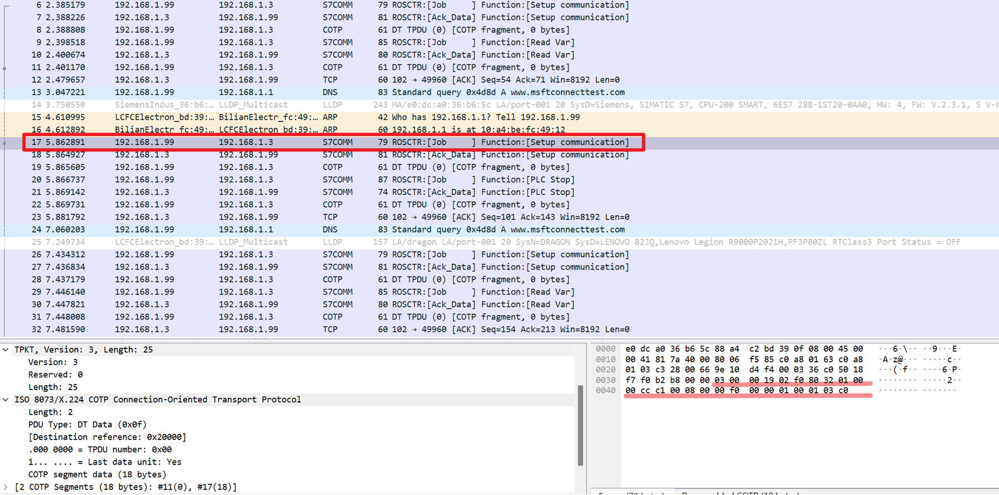 6 2.385179 192.168.1.99 192.168.1.3 S7COMM 79 ROSCTR:[Job ] Function:[Setup communication]
7 2.388226 192.168.1.3 192.168.1.99 S7COMM 81 ROSCTR:[Ack_Data] Function:[Setup communication]
8 2.388808 192.168.1.99 192.168.1.3 COTP 61 DT TPDU (0) [COTP fragment, 0 bytes]
9 2.398518 192.168.1.99 192.168.1.3 S7COMM 85 ROSCTR:[Job ] Function:[Read Var]
10 2.400674 192.168.1.3 192.168.1.99 S7COMM 80 ROSCTR:[Ack_Data] Function:[Read Var]
11 2.401170 192.168.1.99 192.168.1.3 COTP 61 DT TPDU (0) [COTP fragment, 0 bytes]
12 2.479657 192.168.1.3 192.168.1.99 TCP 60 102 → 49960 [ACK] Seq=54 Ack=71 Win=8192 Len=0
13 3.047221 192.168.1.99 192.168.1.1 DNS 83 Standard query 0x4d8d A www.msftconnecttest.com
14 3.750550 SiemensIndus_36:b6:… LLDP_Multicast LLDP 243 MA/e0:dc:a0:36:b6:5c LA/port-001 20 SysD=Siemens, SIMATIC S7, CPU-200 SMART, 6ES7 288-1ST20-0AA0, HW: 4, FW: V.2.3.1, S V-K
15 4.610995 LCFCElectron_bd:39:… BilianElectr_fc:49:… ARP 42 Who has 192.168.1.1? Tell 192.168.1.99
16 4.612892 BilianElectr_fc:49:… LCFCElectron_bd:39:… ARP 60 192.168.1.1 is at 10:a4:be:fc:49:12
17 5.862891 192.168.1.99 192.168.1.3 S7COMM 79 ROSCTR:[Job ] Function:[Setup communication]
18 5.864927 192.168.1.3 192.168.1.99 S7COMM 81 ROSCTR:[Ack_Data] Function:[Setup communication]
19 5.865605 192.168.1.99 192.168.1.3 COTP 61 DT TPDU (0) [COTP fragment, 0 bytes]
20 5.866737 192.168.1.99 192.168.1.3 S7COMM 87 ROSCTR:[Job ] Function:[PLC Stop]
21 5.869142 192.168.1.3 192.168.1.99 S7COMM 74 ROSCTR:[Ack_Data] Function:[PLC Stop]
22 5.869731 192.168.1.99 192.168.1.3 COTP 61 DT TPDU (0) [COTP fragment, 0 bytes]
23 5.881792 192.168.1.3 192.168.1.99 TCP 60 102 → 49960 [ACK] Seq=101 Ack=143 Win=8192 Len=0
24 7.060203 192.168.1.99 192.168.1.1 DNS 83 Standard query 0x4d8d A www.msftconnecttest.com
25 7.249734 LCFCElectron_bd:39:… LLDP_Multicast LLDP 157 LA/dragon LA/port-001 20 SysN=DRAGON SysD=LENOVO 82JQ,Lenovo Legion R9000P2021H,PF3P80ZL RTClass3 Port Status = OFF
26 7.434312 192.168.1.99 192.168.1.3 S7COMM 79 ROSCTR:[Job ] Function:[Setup communication]
27 7.436834 192.168.1.3 192.168.1.99 S7COMM 81 ROSCTR:[Ack_Data] Function:[Setup communication]
28 7.437179 192.168.1.99 192.168.1.3 COTP 61 DT TPDU (0) [COTP fragment, 0 bytes]
29 7.446140 192.168.1.99 192.168.1.3 S7COMM 85 ROSCTR:[Job ] Function:[Read Var]
30 7.447821 192.168.1.3 192.168.1.99 S7COMM 80 ROSCTR:[Ack_Data] Function:[Read Var]
31 7.448008 192.168.1.99 192.168.1.3 COTP 61 DT TPDU (0) [COTP fragment, 0 bytes]
32 7.481590 192.168.1.3 192.168.1.99 TCP 60 102 → 49960 [ACK] Seq=154 Ack=213 Win=8192 Len=0
TPKT, Version: 3, Length: 25
Version: 3
Reserved: 0
Length: 25
ISO 8073/X.224 COTP Connection-Oriented Transport Protocol
Length: 2
PDU Type: DT Data (0x0f)
[Destination reference: 0x20000]
.000 0000 = TPDU number: 0x00
1... .... = Last data unit: Yes
COTP segment data (18 bytes)
[2 COTP Segments (18 bytes): #11(0), #17(18)]
0000 e0 dc a0 36 b6 5c 88 a4 c2 bd 39 0f 08 00 45 00 ···6·\·· ··9···E·
0010 00 41 81 7a 40 00 80 06 f5 85 c0 a8 01 63 c0 a8 ·A·z@··· ·····c··
0020 01 03 c3 28 00 66 9e 10 d4 f4 00 03 36 c0 50 18 ···(·f·· ····6·P·
0030 f7 f0 b2 b8 00 00 03 00 00 19 02 f0 80 32 01 00 ········ ·····2··
0040 00 cc c1 00 08 00 00 f0 00 00 01 00 01 03 c0 ········ ·······